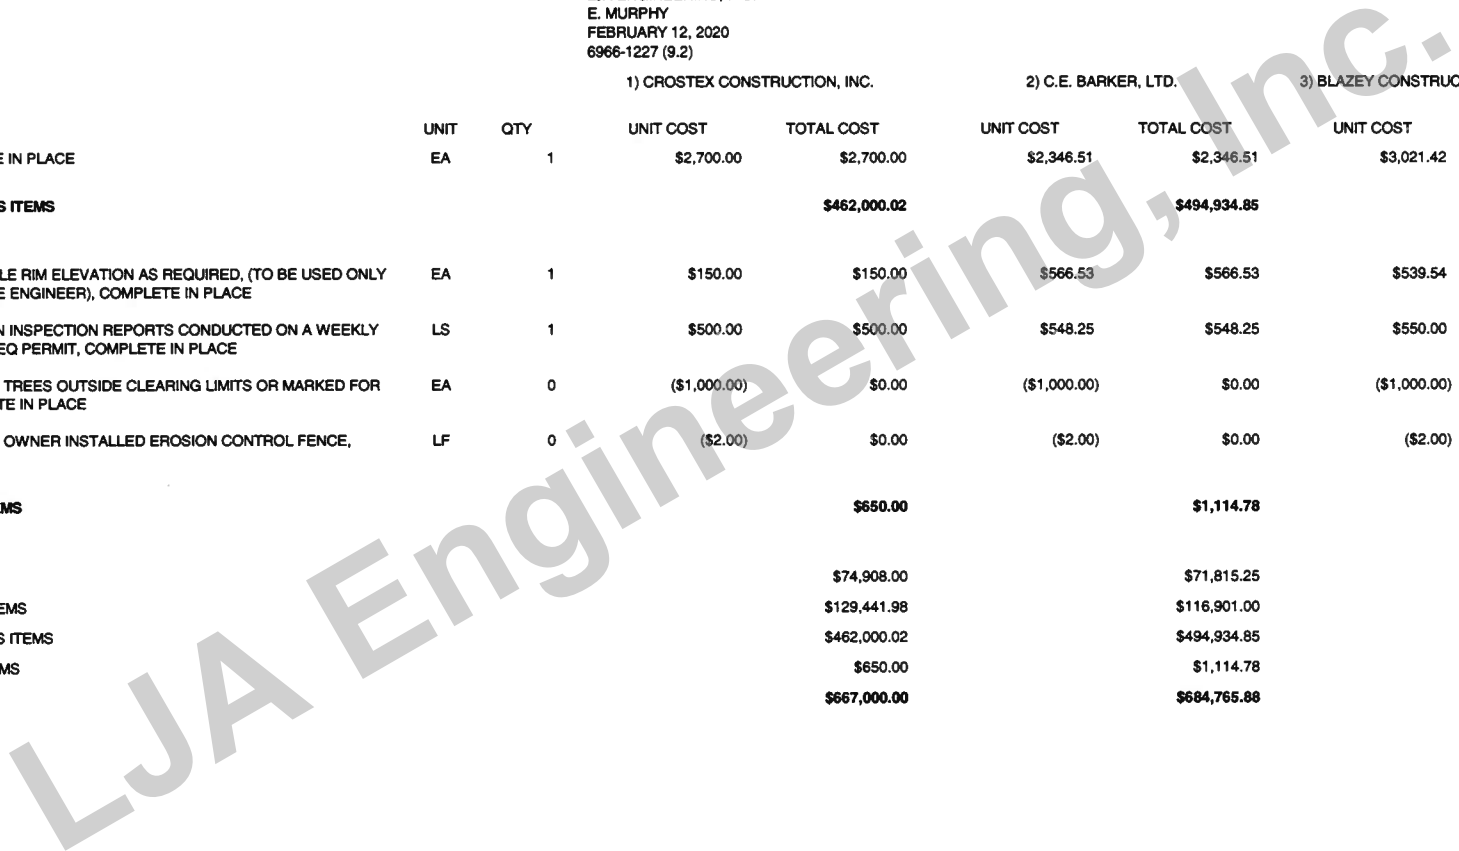 E. MURPHY
FEBRUARY 12, 2020
6966-1227 (9.2)
1) CROSTEX CONSTRUCTION, INC. 2) C.E. BARKER, LTD. 3) BLAZEY CONSTRUC
UNIT QTY UNIT COST TOTAL COST UNIT COST TOTAL COST UNIT COST
E IN PLACE EA 1 $2,700.00 $2,700.00 $2,346.51 $2,346.51 $3,021.42
S ITEMS $462,000.02 $494,934.85
LE RIM ELEVATION AS REQUIRED, (TO BE USED ONLY EA 1 $150.00 $150.00 $566.53 $566.53 $539.54
E ENGINEER), COMPLETE IN PLACE
N INSPECTION REPORTS CONDUCTED ON A WEEKLY LS 1 $500.00 $500.00 $548.25 $548.25 $550.00
EQ PERMIT, COMPLETE IN PLACE
TREES OUTSIDE CLEARING LIMITS OR MARKED FOR EA 0 ($1,000.00) $0.00 ($1,000.00) $0.00 ($1,000.00)
TE IN PLACE
OWNER INSTALLED EROSION CONTROL FENCE, LF 0 ($2.00) $0.00 ($2.00) $0.00 ($2.00)
EMS $650.00 $1,114.78
$74,908.00 $71,815.25
EMS $129,441.98 $116,901.00
S ITEMS $462,000.02 $494,934.85
MS $650.00 $1,114.78
$667,000.00 $684,765.88
LJA Engineering, Inc.